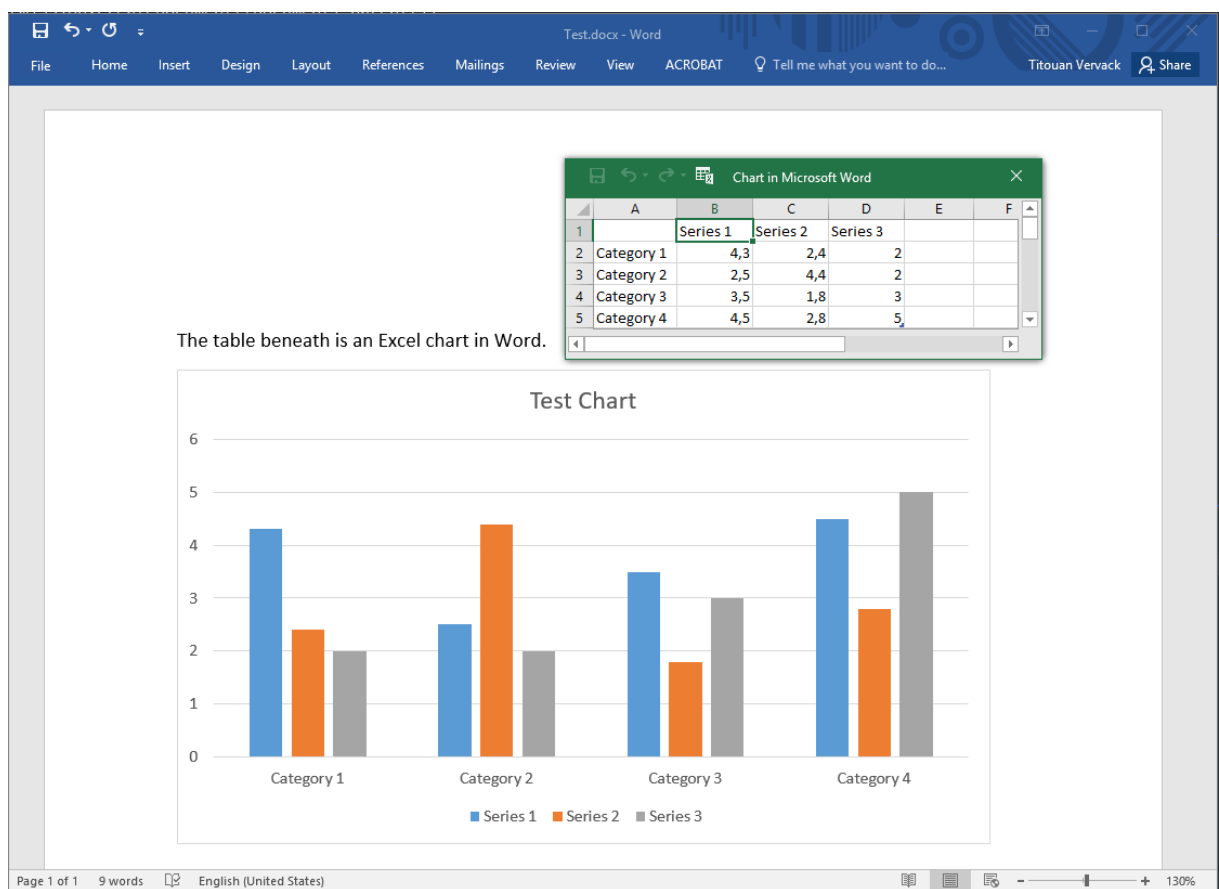 Test.docx - Word
File Home Insert Design Layout References Mailings Review View ACROBAT Tell me what you want to do... Titouan Vervack Share
Chart in Microsoft Word
A B C D E F
1 Series 1 Series 2 Series 3
2 Category 1 4,3 2,4 2
3 Category 2 2,5 4,4 2
4 Category 3 3,5 1,8 3
5 Category 4 4,5 2,8 5
The table beneath is an Excel chart in Word.
Test Chart
6
5
4
3
2
1
0
Category 1 Category 2 Category 3 Category 4
Series 1 Series 2 Series 3
Page 1 of 1 9 words English (United States) 130%